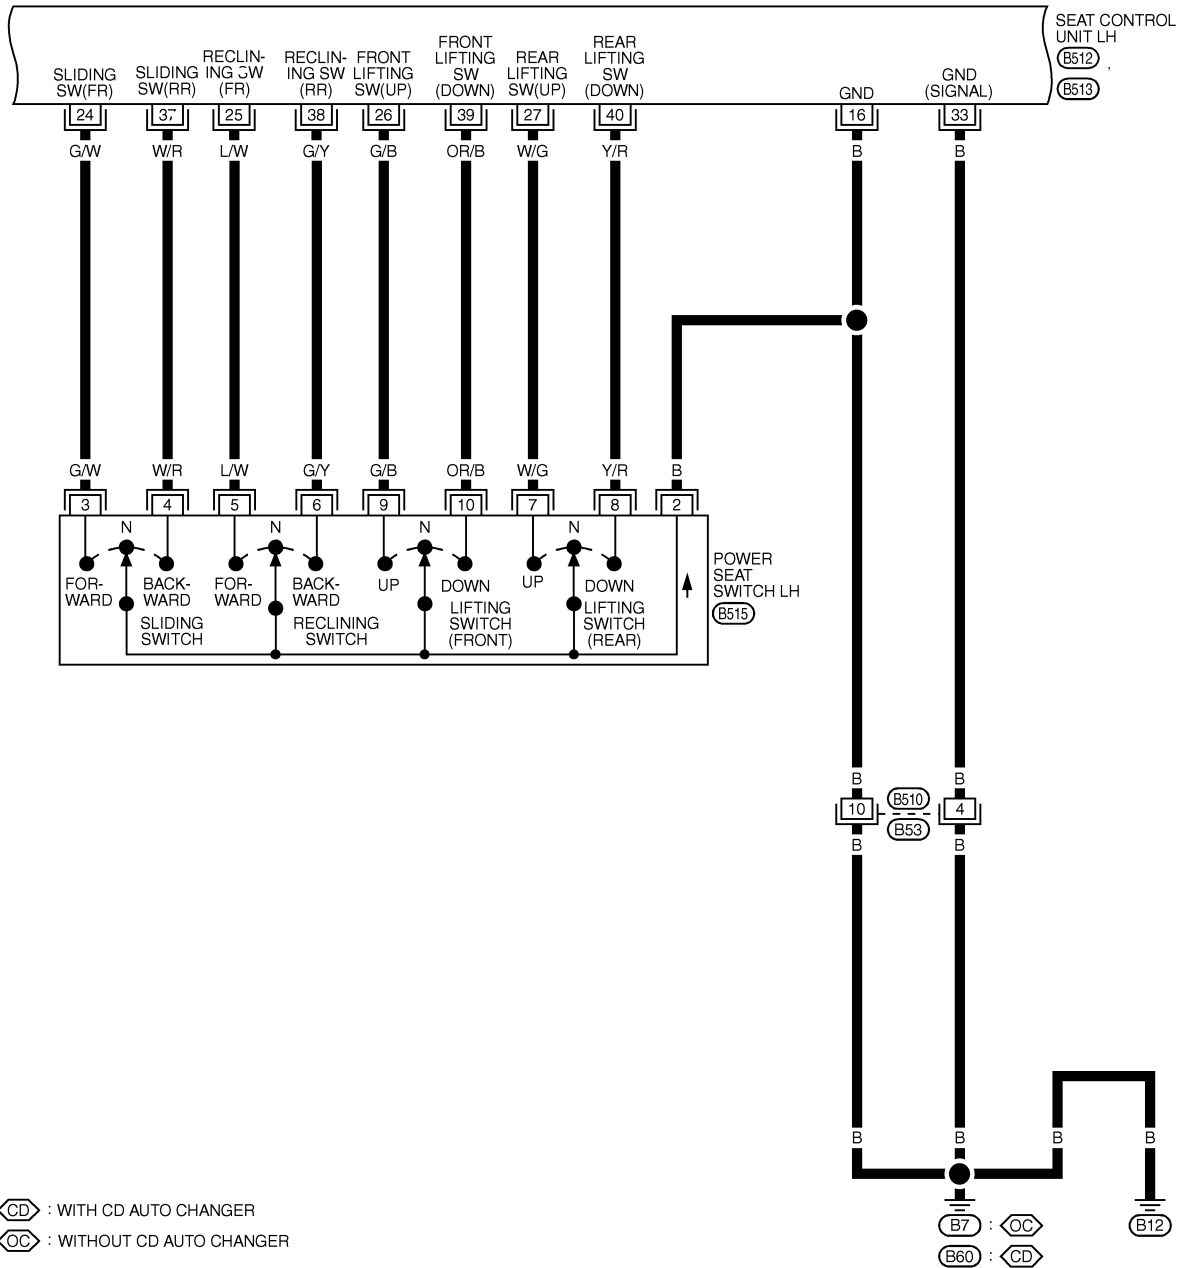 SEAT CONTROL
UNIT LH
B512 ,
B513
SLIDING
SW(FR)
SLIDING
SW(RR)
RECLIN-
ING SW
(FR)
RECLIN-
ING SW
(RR)
FRONT
LIFTING
SW(UP)
FRONT
LIFTING
SW
(DOWN)
REAR
LIFTING
SW(UP)
REAR
LIFTING
SW
(DOWN)
GND
GND
(SIGNAL)
24 37 25 38 26 39 27 40 16 33
G/W W/R L/W G/Y G/B OR/B W/G Y/R B B
G/W W/R L/W G/Y G/B OR/B W/G Y/R B
3 4 5 6 9 10 7 8 2
N N N N
FOR-
WARD
BACK-
WARD
SLIDING
SWITCH
FOR-
WARD
BACK-
WARD
RECLINING
SWITCH
UP
DOWN
LIFTING
SWITCH
(FRONT)
UP
DOWN
LIFTING
SWITCH
(REAR)
POWER
SEAT
SWITCH LH
B515
B B
10 B510 4
B53
B B
B B B B
B7 : OC
B60 : CD
B12
CD : WITH CD AUTO CHANGER
OC : WITHOUT CD AUTO CHANGER